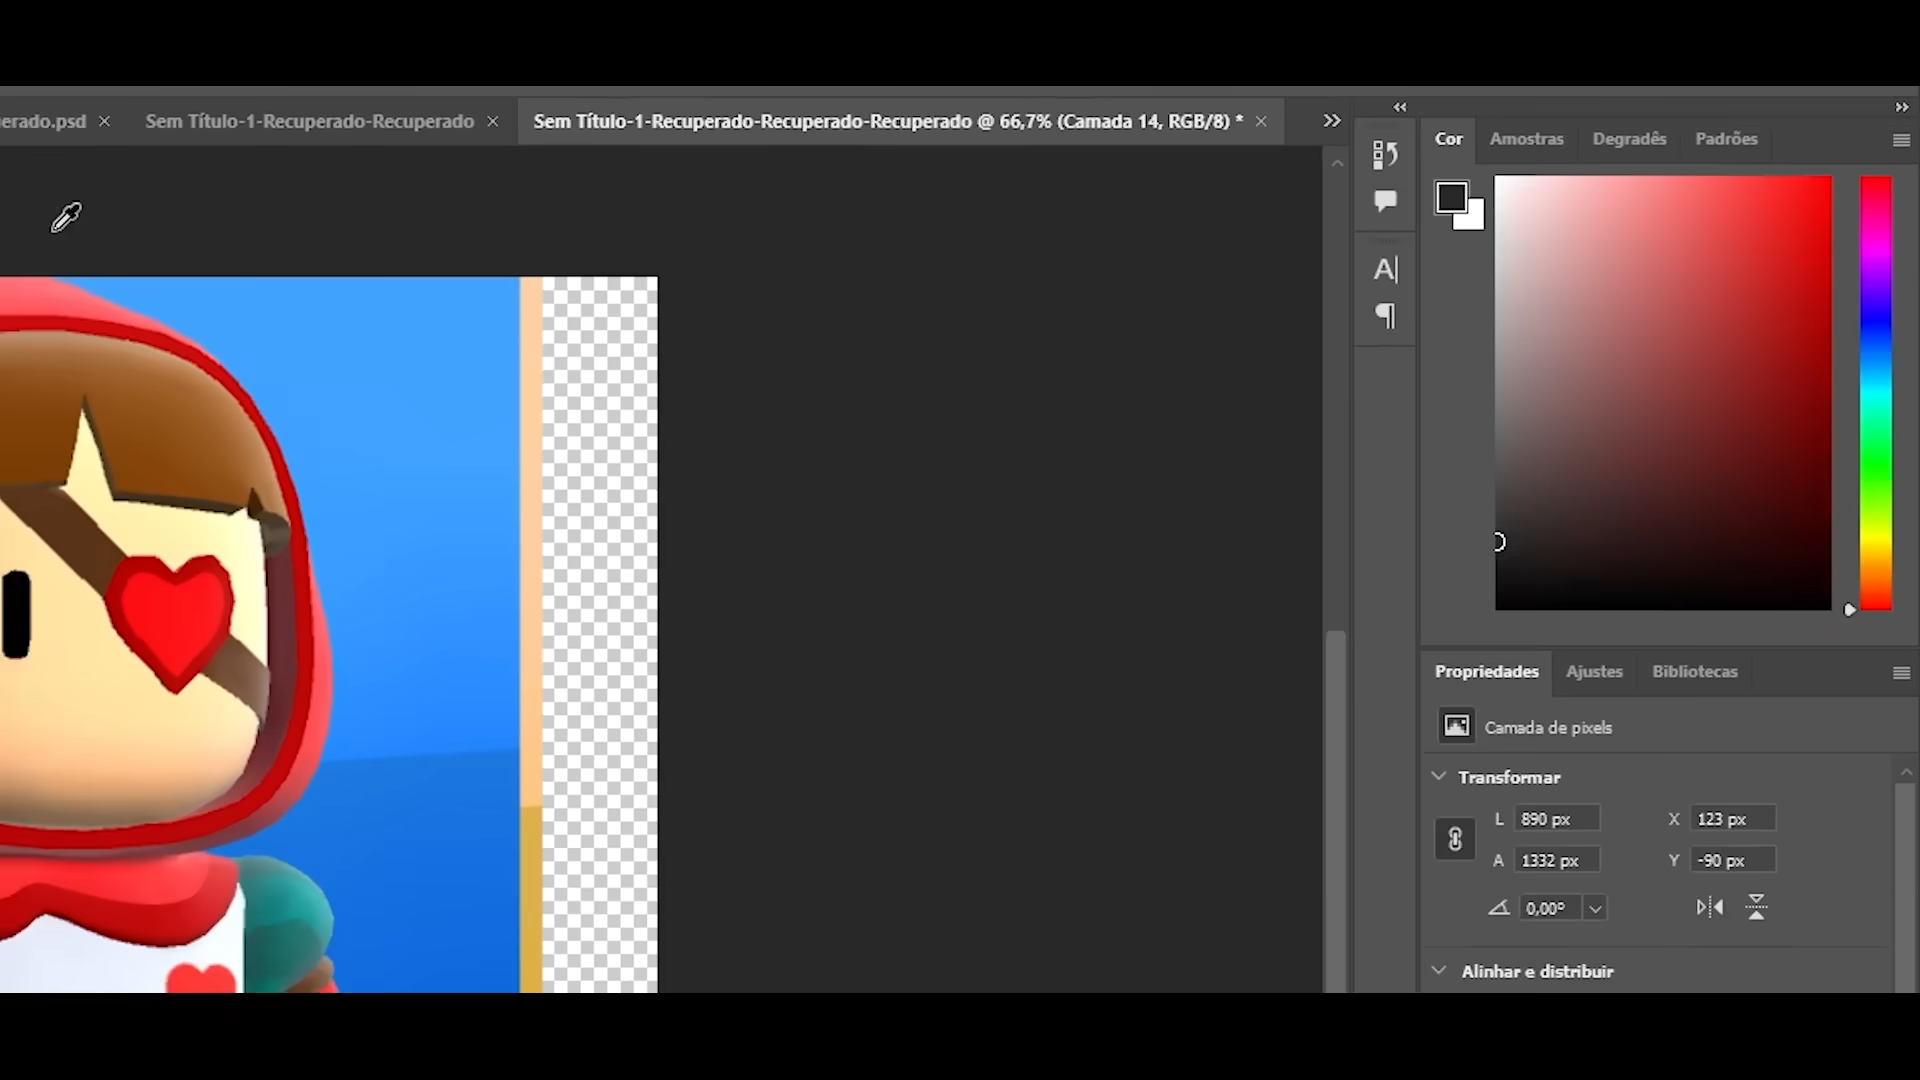 erado.psd ×
Sem Título-1-Recuperado-Recuperado ×
Sem Título-1-Recuperado-Recuperado-Recuperado @ 66,7% (Camada 14, RGB/8) * ×
Cor
Amostras
Degradês
Padrões
A|
Propriedades
Ajustes
Bibliotecas
Camada de pixels
Transformar
L 890 px
X 123 px
A 1332 px
Y -90 px
0,00°
Alinhar e distribuir